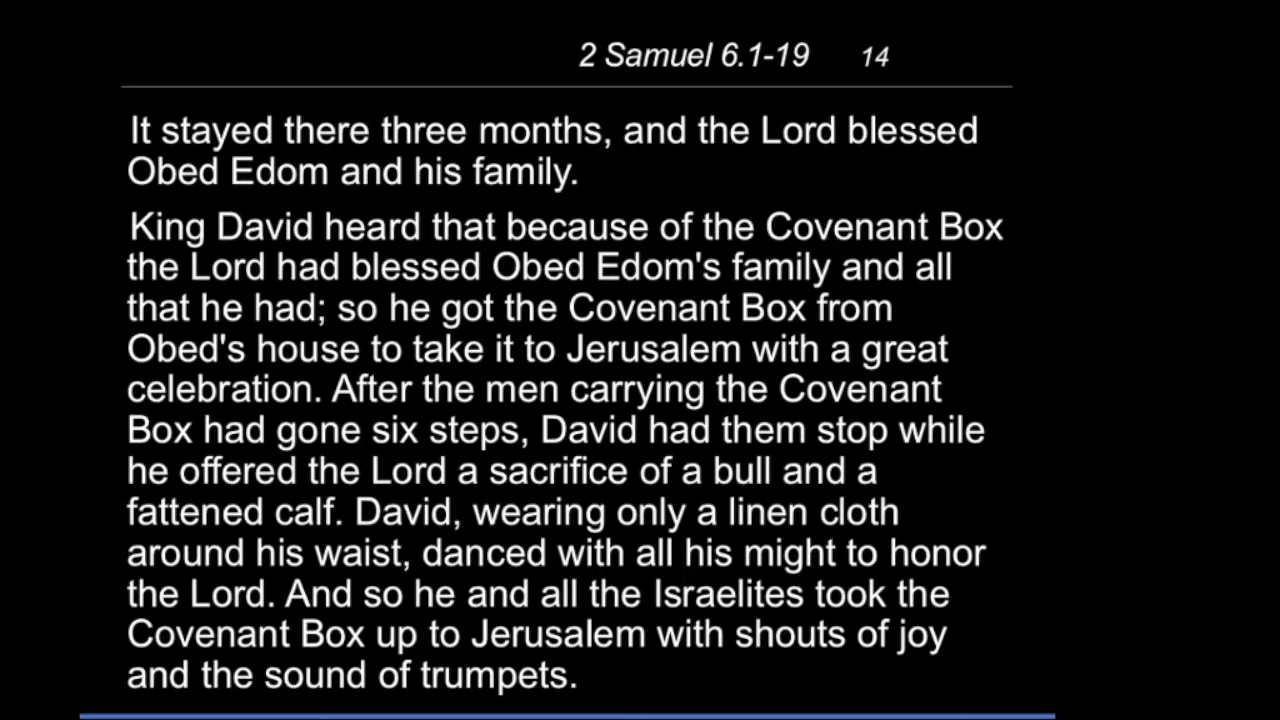 2 Samuel 6.1-19 14
It stayed there three months, and the Lord blessed
Obed Edom and his family.
King David heard that because of the Covenant Box
the Lord had blessed Obed Edom's family and all
that he had; so he got the Covenant Box from
Obed's house to take it to Jerusalem with a great
celebration. After the men carrying the Covenant
Box had gone six steps, David had them stop while
he offered the Lord a sacrifice of a bull and a
fattened calf. David, wearing only a linen cloth
around his waist, danced with all his might to honor
the Lord. And so he and all the Israelites took the
Covenant Box up to Jerusalem with shouts of joy
and the sound of trumpets.